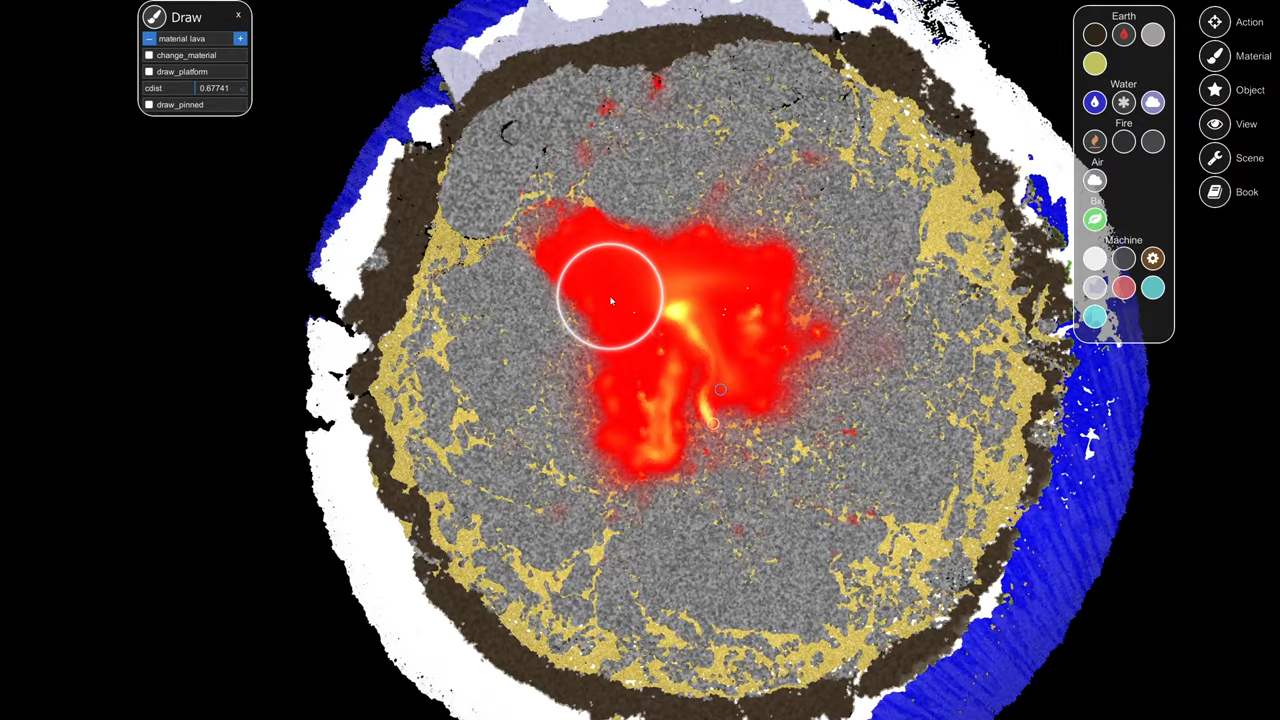 Draw
x
– material lava +
change_material
draw_platform
cdist 0.67741
draw_pinned
Earth
Water
Fire
Air
Bio
Machine
Action
Material
Object
View
Scene
Book